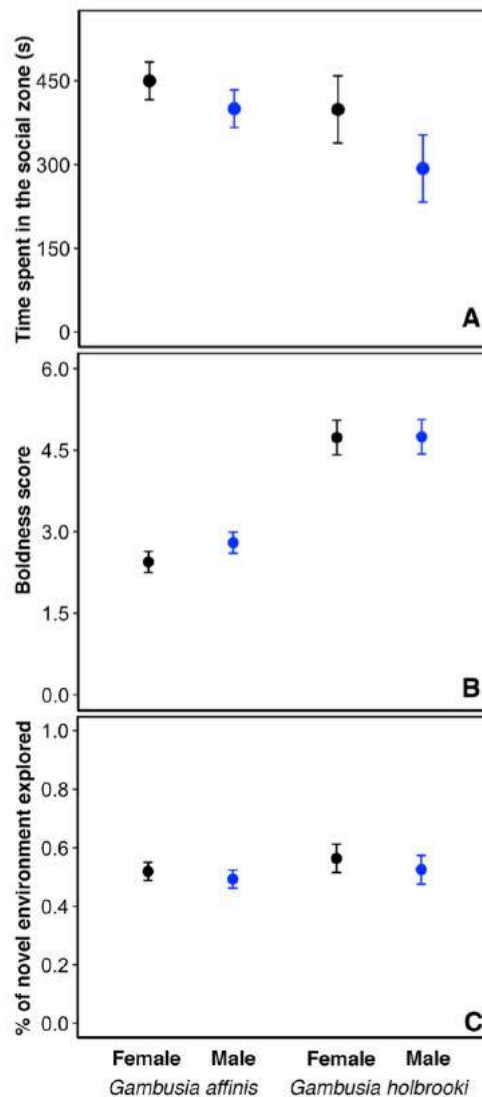 Time spent in the social zone (s)
450
300
150
0
A
Boldness score
6.0
4.5
3.0
1.5
0.0
B
% of novel environment explored
1.0
0.8
0.6
0.4
0.2
0.0
C
Female Male Female Male
Gambusia affinis Gambusia holbrooki